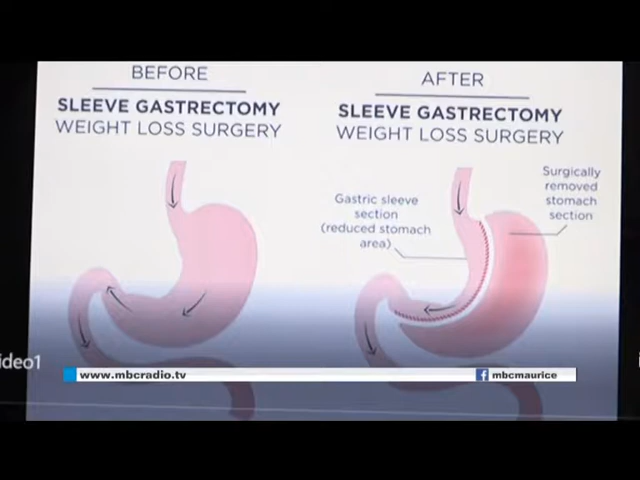 BEFORE
SLEEVE GASTRECTOMY
WEIGHT LOSS SURGERY
AFTER
SLEEVE GASTRECTOMY
WEIGHT LOSS SURGERY
Gastric sleeve
section
(reduced stomach
area)
Surgically
removed
stomach
section
ideo1
www.mbcradio.tv
f mbcmaurice